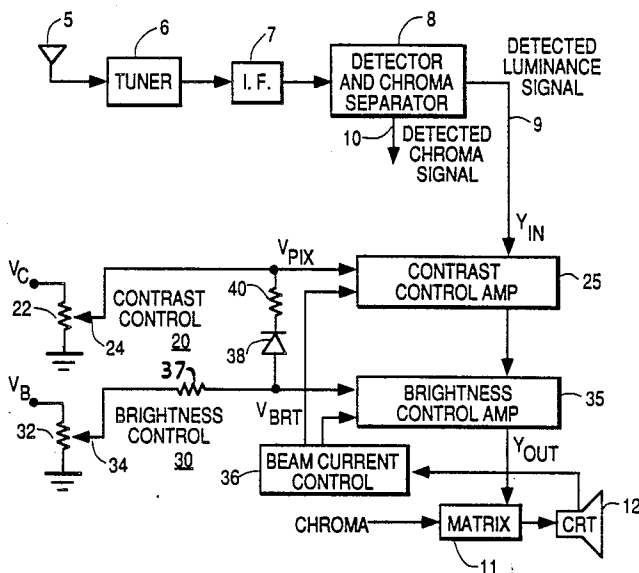 5
6
7
8
TUNER
I. F.
DETECTOR
AND CHROMA
SEPARATOR
DETECTED
LUMINANCE
SIGNAL
9
10
DETECTED
CHROMA
SIGNAL
Y_IN
V_C
22
24
CONTRAST
CONTROL
20
V_PIX
40
38
CONTRAST
CONTROL AMP
25
V_B
32
34
37
BRIGHTNESS
CONTROL
30
V_BRT
BRIGHTNESS
CONTROL AMP
35
36
BEAM CURRENT
CONTROL
Y_OUT
CHROMA
MATRIX
11
CRT
12